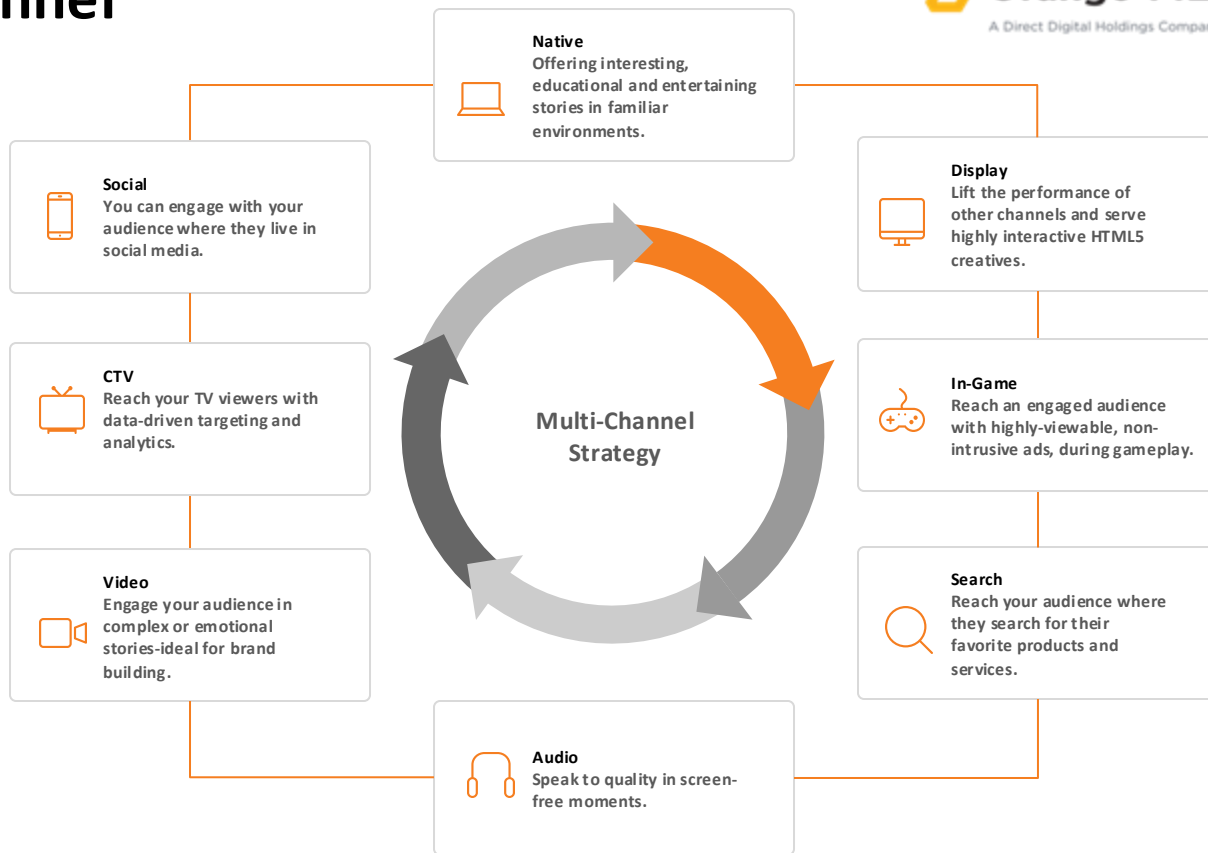 A Direct Digital Holdings Compa
Native
Offering interesting,
educational and entertaining
stories in familiar
environments.
Social
You can engage with your
audience where they live in
social media.
Display
Lift the performance of
other channels and serve
highly interactive HTML5
creatives.
CTV
Reach your TV viewers with
data-driven targeting and
analytics.
Multi-Channel
Strategy
In-Game
Reach an engaged audience
with highly-viewable, non-
intrusive ads, during gameplay.
Video
Engage your audience in
complex or emotional
stories-ideal for brand
building.
Search
Reach your audience where
they search for their
favorite products and
services.
Audio
Speak to quality in screen-
free moments.